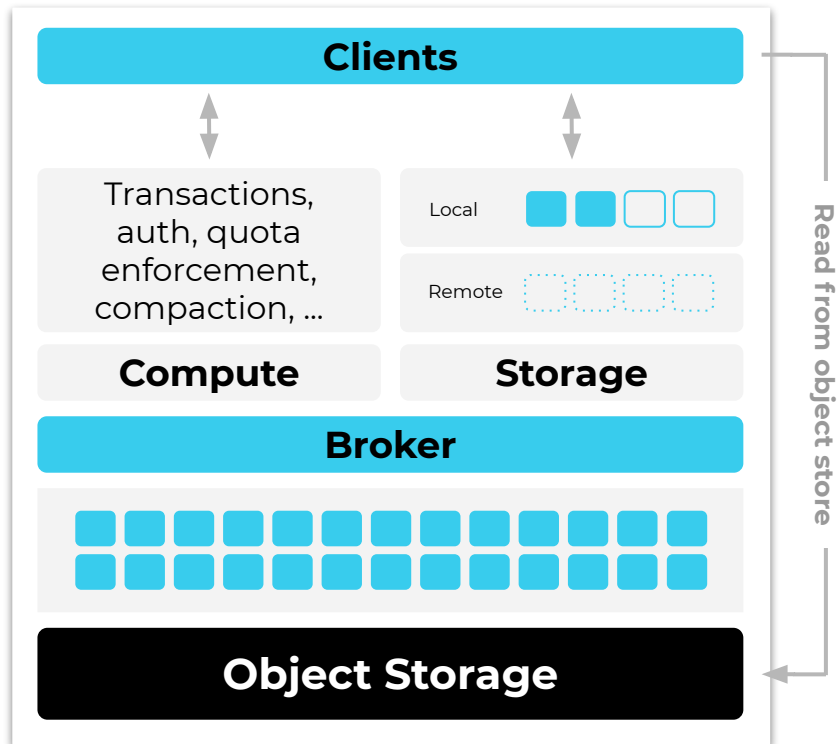 Clients
Transactions,
auth, quota
enforcement,
compaction, ...
Local
Remote
Compute
Storage
Broker
Object Storage
Read from object store